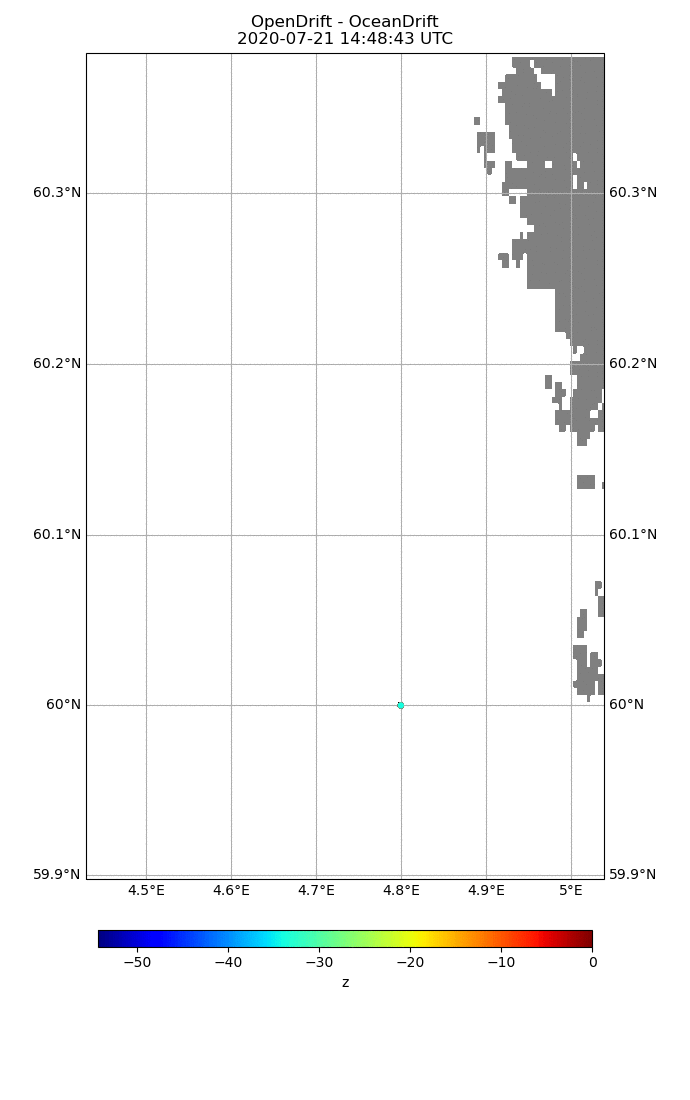 OpenDrift - OceanDrift
2020-07-21 14:48:43 UTC
60.3°N 60.3°N
60.2°N 60.2°N
60.1°N 60.1°N
60°N 60°N
59.9°N 59.9°N
4.5°E 4.6°E 4.7°E 4.8°E 4.9°E 5°E
−50 −40 −30 −20 −10 0
z